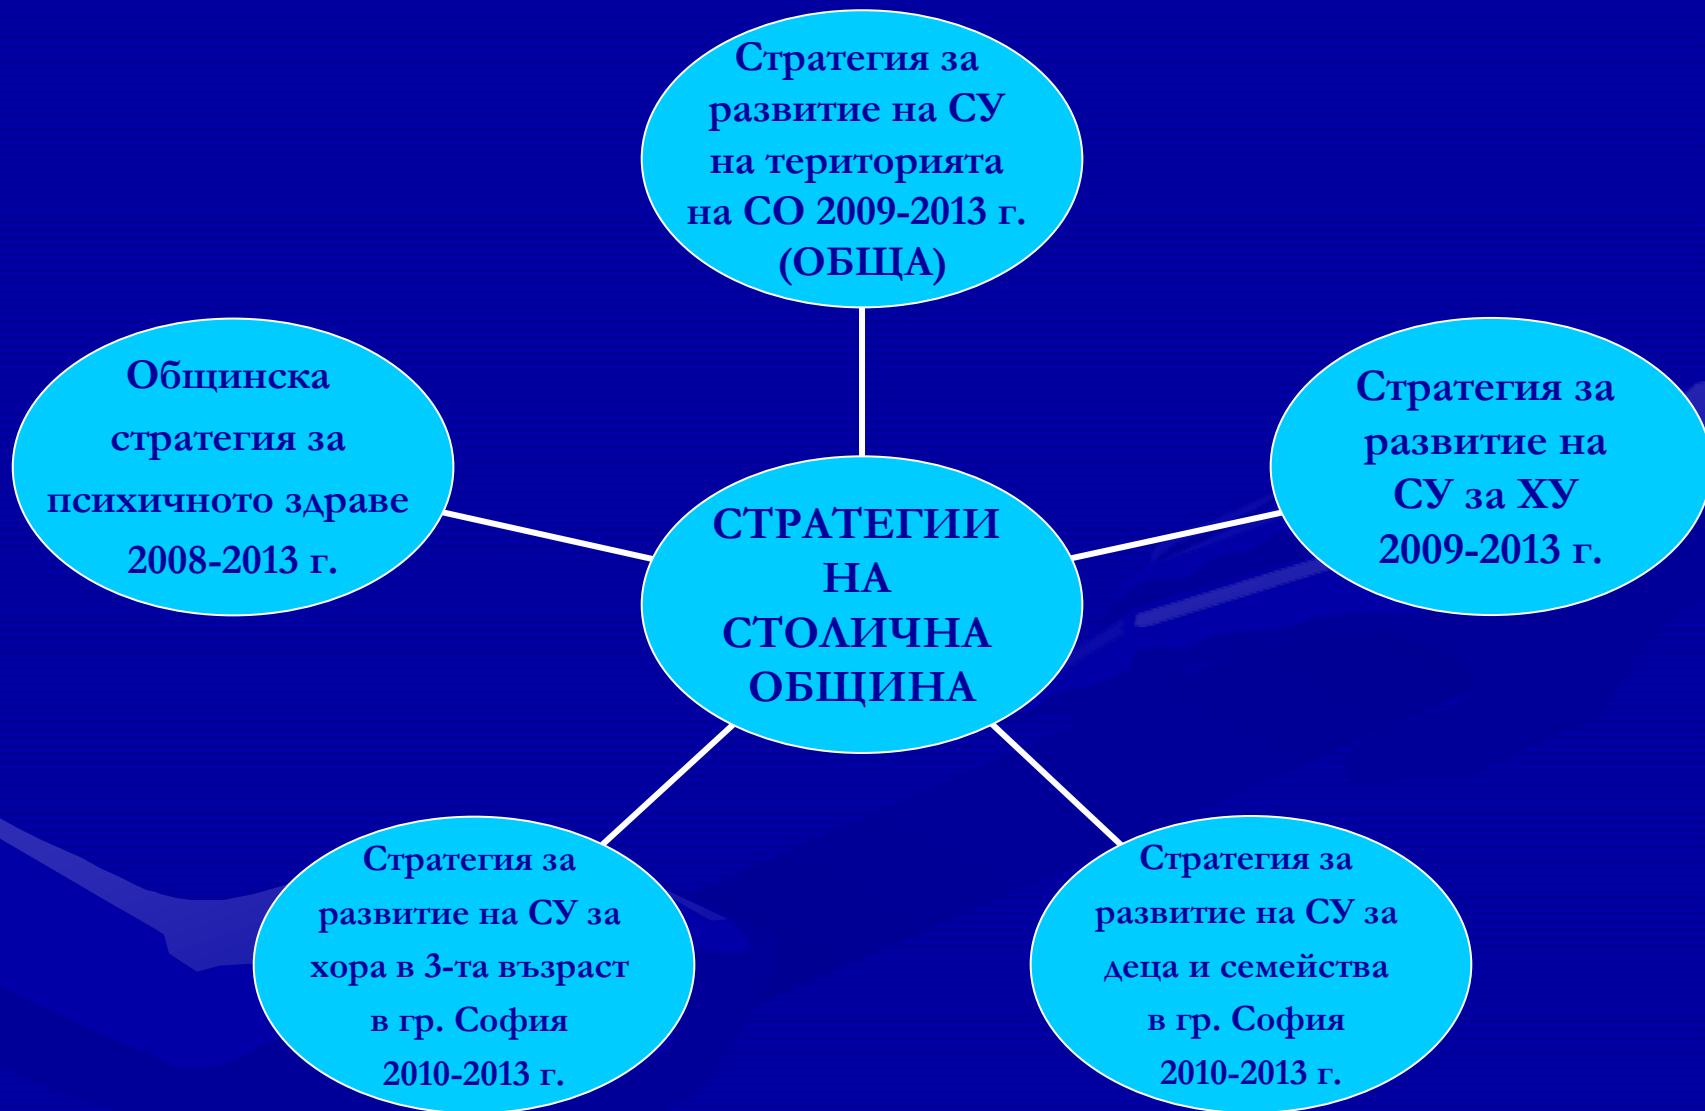 Стратегия за
развитие на СУ
на територията
на СО 2009-2013 г.
(ОБЩА)
Общинска
стратегия за
психичното здраве
2008-2013 г.
Стратегия за
развитие на
СУ за ХУ
2009-2013 г.
СТРАТЕГИИ
НА
СТОЛИЧНА
ОБЩИНА
Стратегия за
развитие на СУ за
хора в 3-та възраст
в гр. София
2010-2013 г.
Стратегия за
развитие на СУ за
деца и семейства
в гр. София
2010-2013 г.